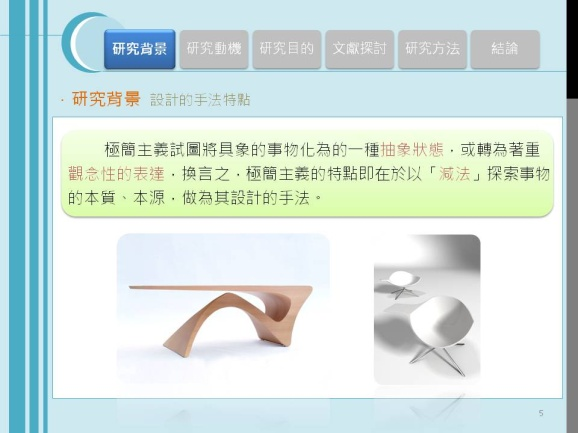 研究背景 研究動機 研究目的 文獻探討 研究方法 結論
· 研究背景 設計的手法特點
極簡主義試圖將具象的事物化為的一種抽象狀態，或轉為著重
觀念性的表達，換言之，極簡主義的特點即在於以「減法」探索事物
的本質、本源，做為其設計的手法。
5